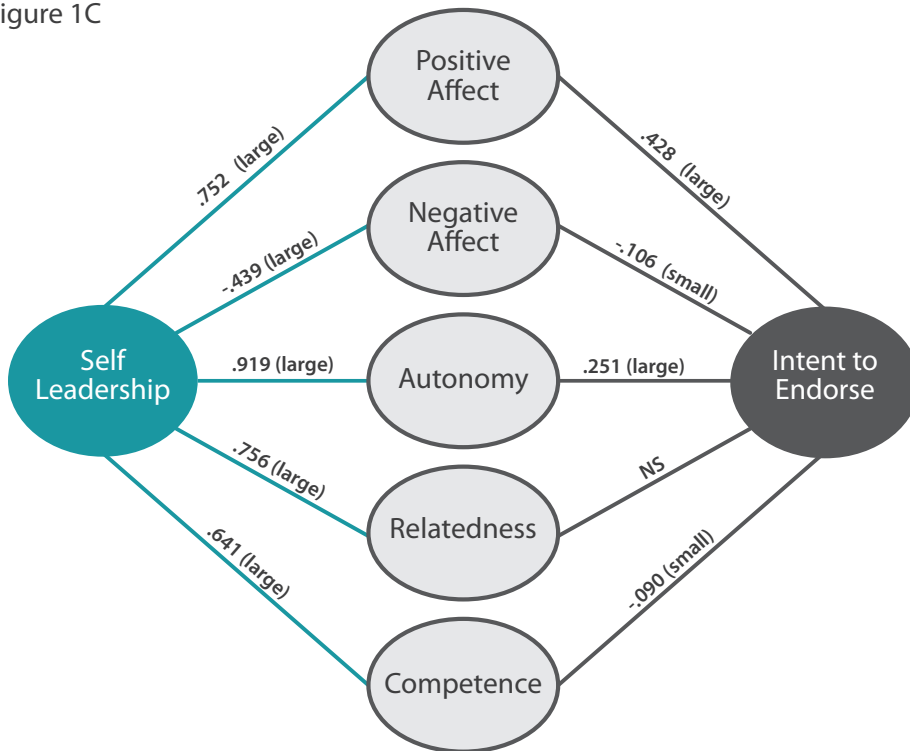 igure 1C
Positive
Affect
.752 (large)
.428 (large)
Negative
Affect
-.439 (large)
-.106 (small)
Self
Leadership
.919 (large)
Autonomy
.251 (large)
Intent to
Endorse
.756 (large)
NS
Relatedness
.641 (large)
-.090 (small)
Competence